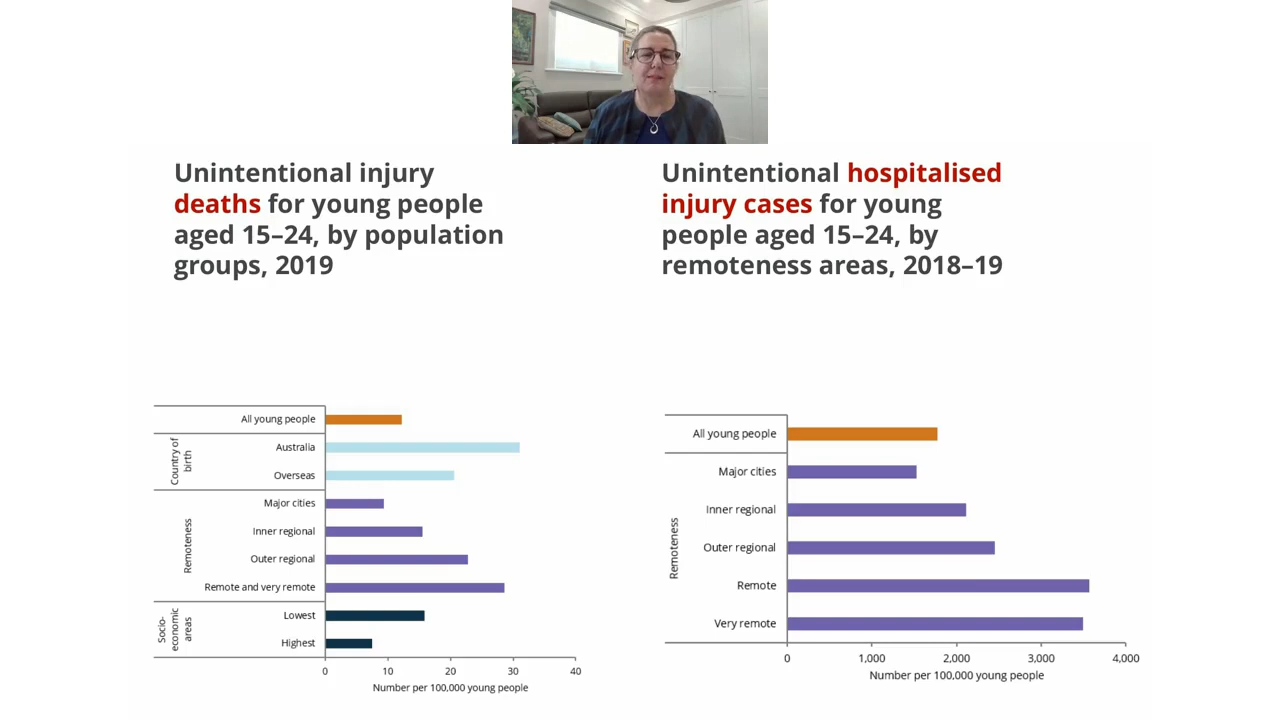 Unintentional injury
deaths for young people
aged 15–24, by population
groups, 2019
Unintentional hospitalised
injury cases for young
people aged 15–24, by
remoteness areas, 2018–19
All young people
Country of
birth
Australia
Overseas
Remoteness
Major cities
Inner regional
Outer regional
Remote and very remote
Socio-
economic
areas
Lowest
Highest
0 10 20 30 40
Number per 100,000 young people
All young people
Remoteness
Major cities
Inner regional
Outer regional
Remote
Very remote
0 1,000 2,000 3,000 4,000
Number per 100,000 young people